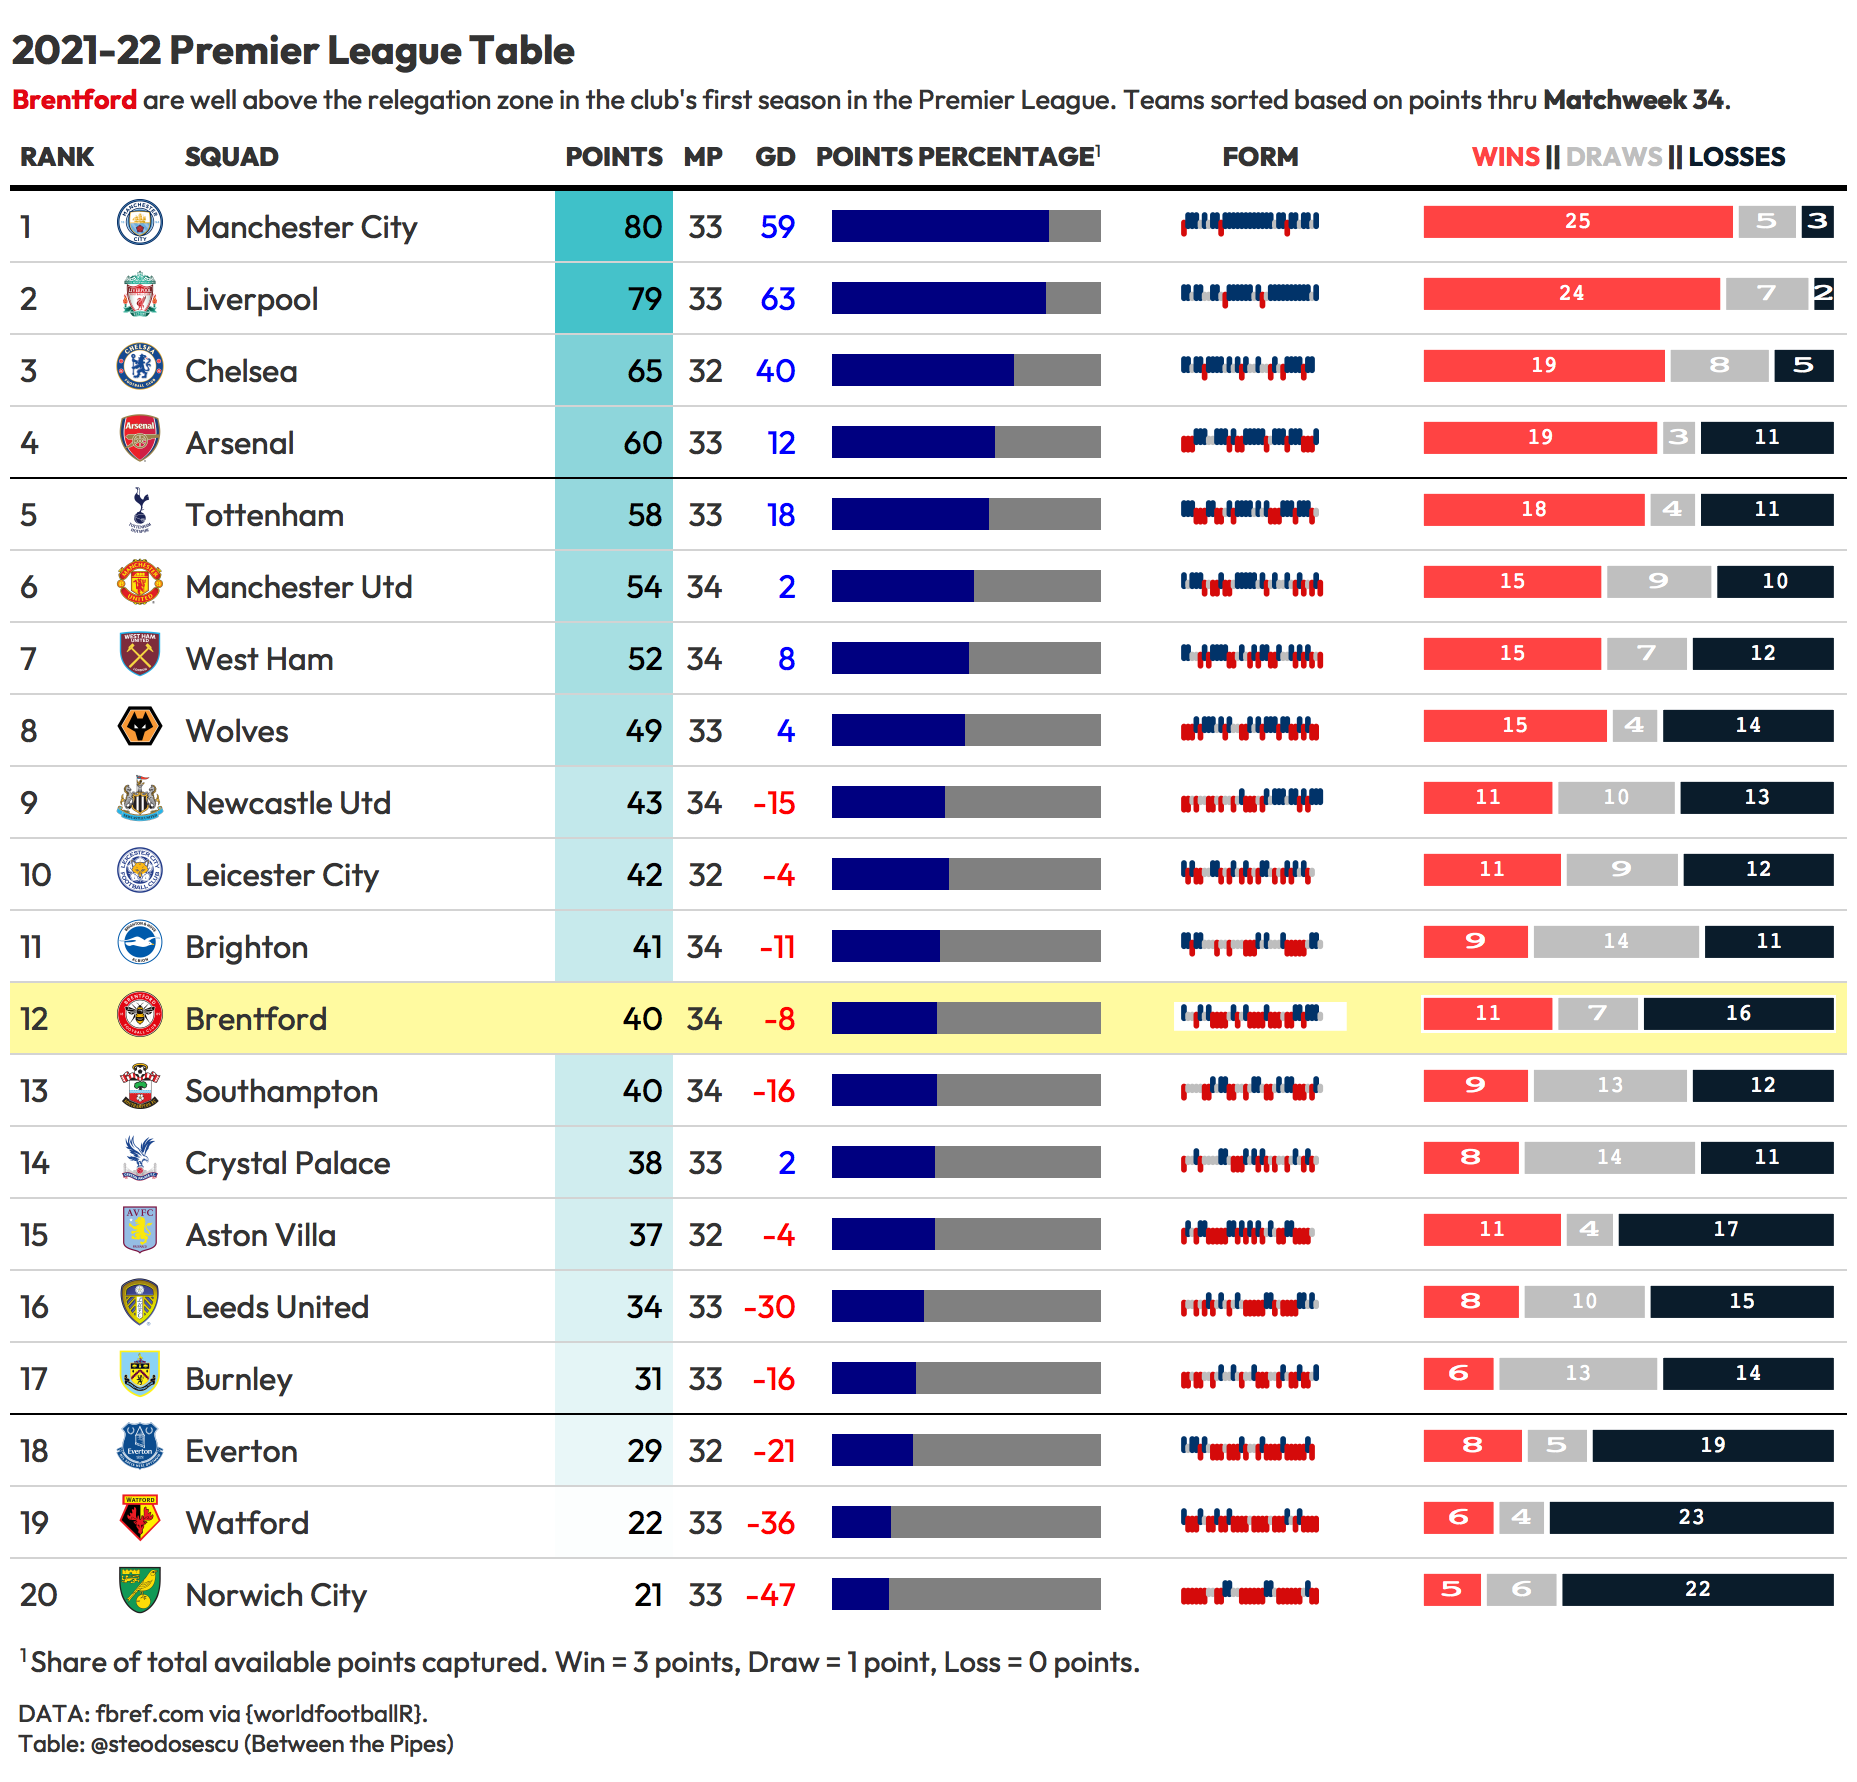 2021-22 Premier League Table
Brentford are well above the relegation zone in the club's first season in the Premier League. Teams sorted based on points thru Matchweek 34.
RANK SQUAD POINTS MP GD POINTS PERCENTAGE1 FORM WINS || DRAWS || LOSSES
1 Manchester City 80 33 59 25 5 3
2 Liverpool 79 33 63 24 7 2
3 Chelsea 65 32 40 19 8 5
4 Arsenal 60 33 12 19 3 11
5 Tottenham 58 33 18 18 4 11
6 Manchester Utd 54 34 2 15 9 10
7 West Ham 52 34 8 15 7 12
8 Wolves 49 33 4 15 4 14
9 Newcastle Utd 43 34 -15 11 10 13
10 Leicester City 42 32 -4 11 9 12
11 Brighton 41 34 -11 9 14 11
12 Brentford 40 34 -8 11 7 16
13 Southampton 40 34 -16 9 13 12
14 Crystal Palace 38 33 2 8 14 11
15 Aston Villa 37 32 -4 11 4 17
16 Leeds United 34 33 -30 8 10 15
17 Burnley 31 33 -16 6 13 14
18 Everton 29 32 -21 8 5 19
19 Watford 22 33 -36 6 4 23
20 Norwich City 21 33 -47 5 6 22
1 Share of total available points captured. Win = 3 points, Draw = 1 point, Loss = 0 points.
DATA: fbref.com via {worldfootballR}.
Table: @steodosescu (Between the Pipes)